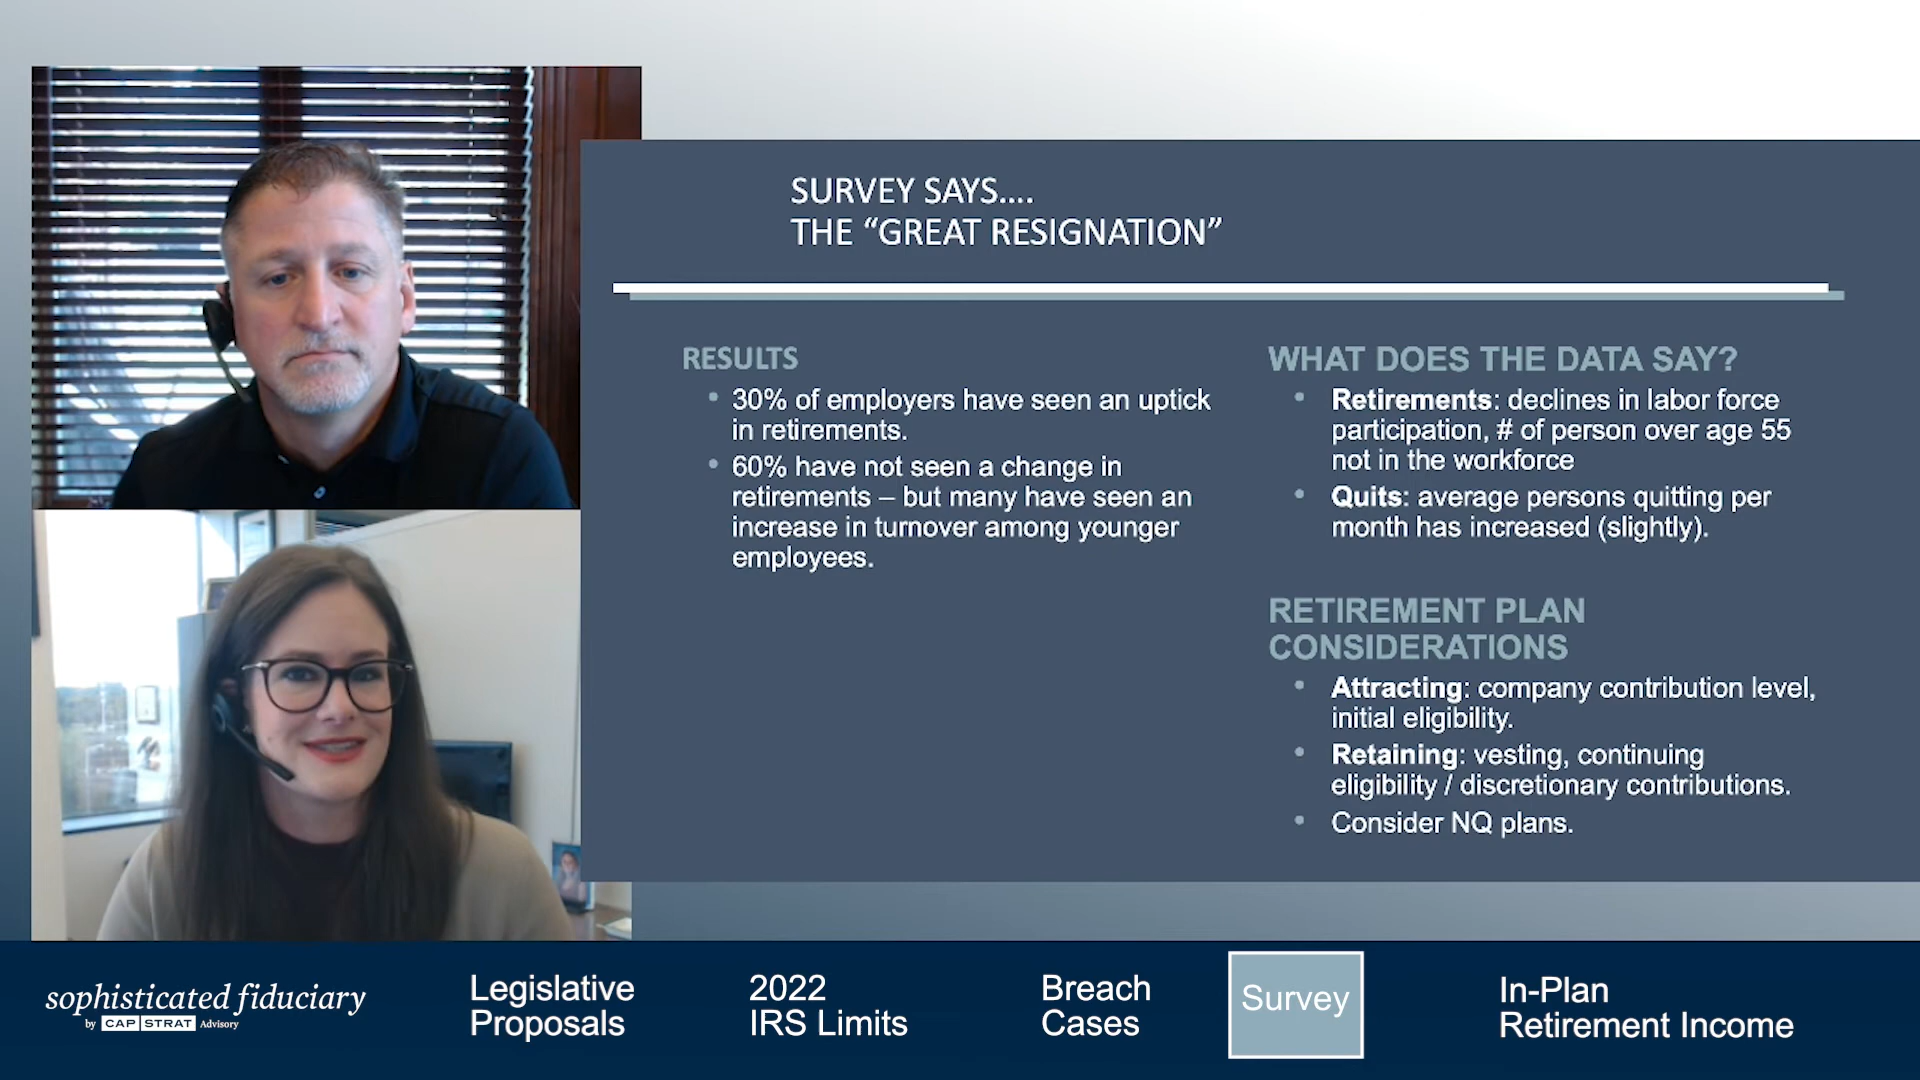 SURVEY SAYS....
THE “GREAT RESIGNATION”
RESULTS
• 30% of employers have seen an uptick
in retirements.
• 60% have not seen a change in
retirements – but many have seen an
increase in turnover among younger
employees.
WHAT DOES THE DATA SAY?
• Retirements: declines in labor force
participation, # of person over age 55
not in the workforce
• Quits: average persons quitting per
month has increased (slightly).
RETIREMENT PLAN
CONSIDERATIONS
• Attracting: company contribution level,
initial eligibility.
• Retaining: vesting, continuing
eligibility / discretionary contributions.
• Consider NQ plans.
sophisticated fiduciary
by CAP STRAT Advisory
Legislative
Proposals
2022
IRS Limits
Breach
Cases
Survey
In-Plan
Retirement Income